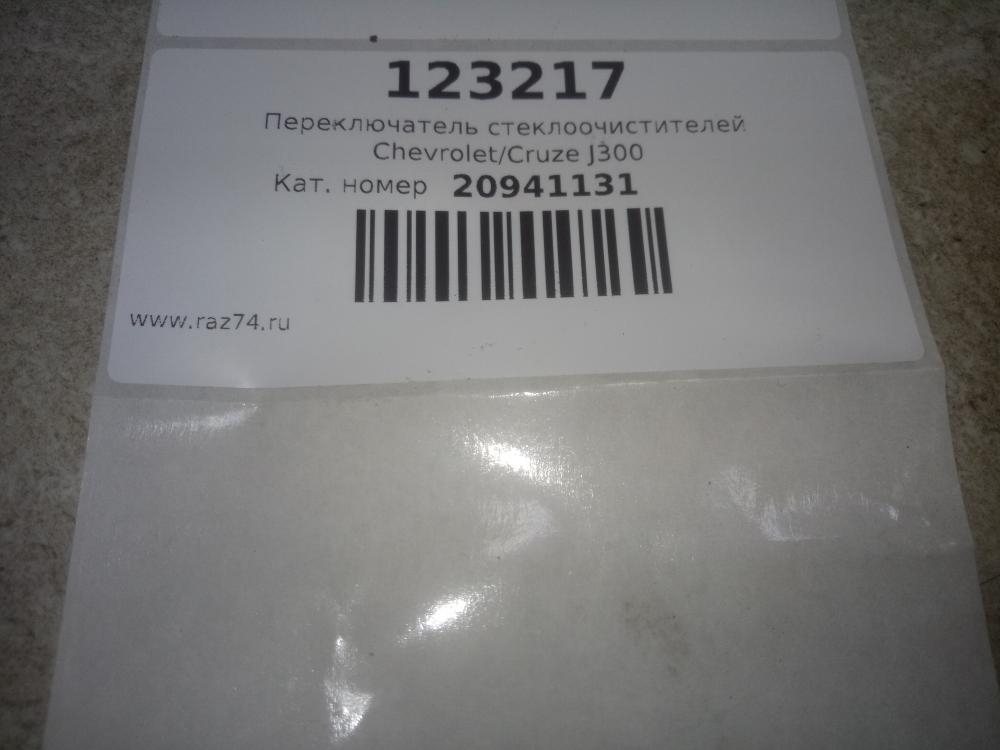 123217
Переключатель стеклоочистителей
Chevrolet/Cruze J300
Кат. номер 20941131
www.raz74.ru